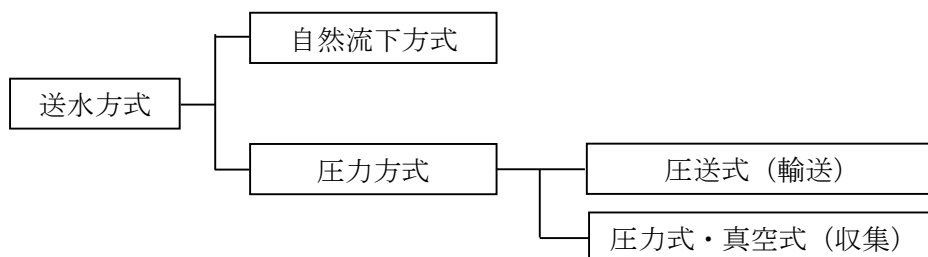 自然流下方式
送水方式
圧力方式
圧送式（輸送）
圧力式・真空式（収集）